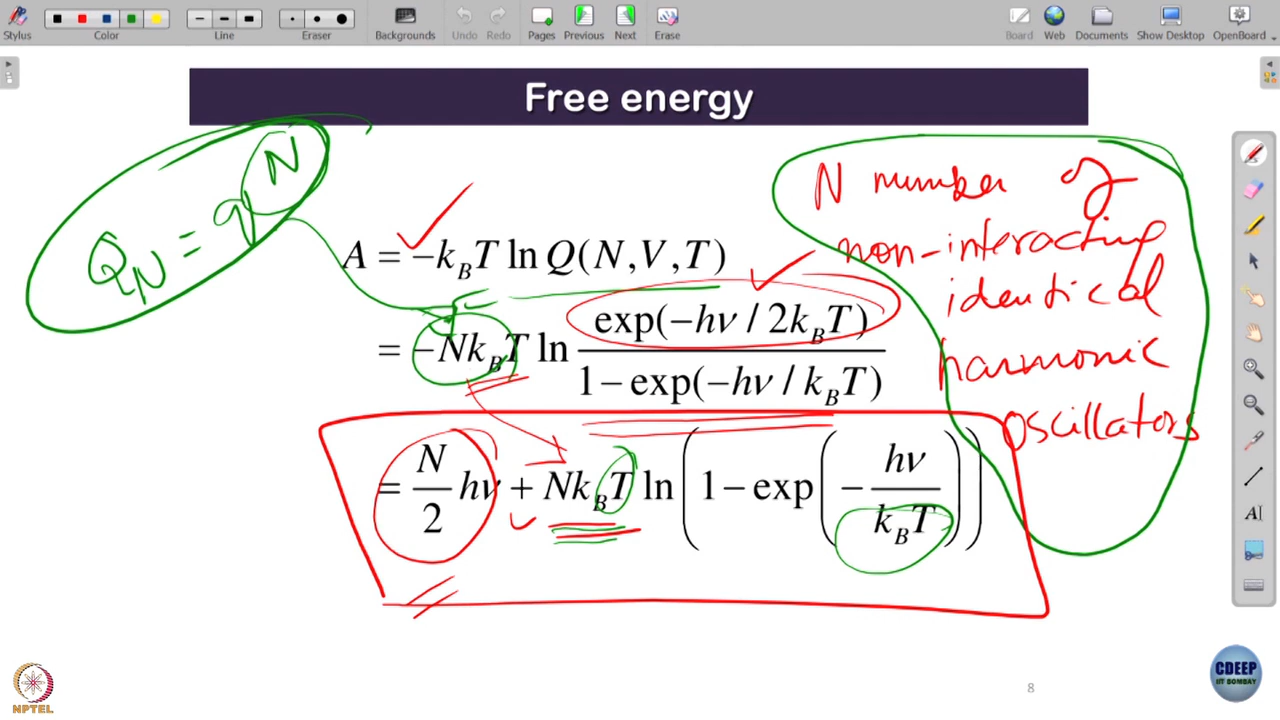 Stylus Color Line Eraser Backgrounds Undo Redo Pages Previous Next Erase Board Web Documents Show Desktop OpenBoard
Free energy
Q_N = q^N
N number of
non-interacting
identical
harmonic
oscillators
A = -k_BT ln Q(N,V,T)
= -Nk_BT ln exp(-hν / 2k_BT) / 1 - exp(-hν / k_BT)
= N/2 hν + Nk_BT ln(1 - exp(-hν/k_BT))
8
NPTEL
CDEEP
IIT BOMBAY